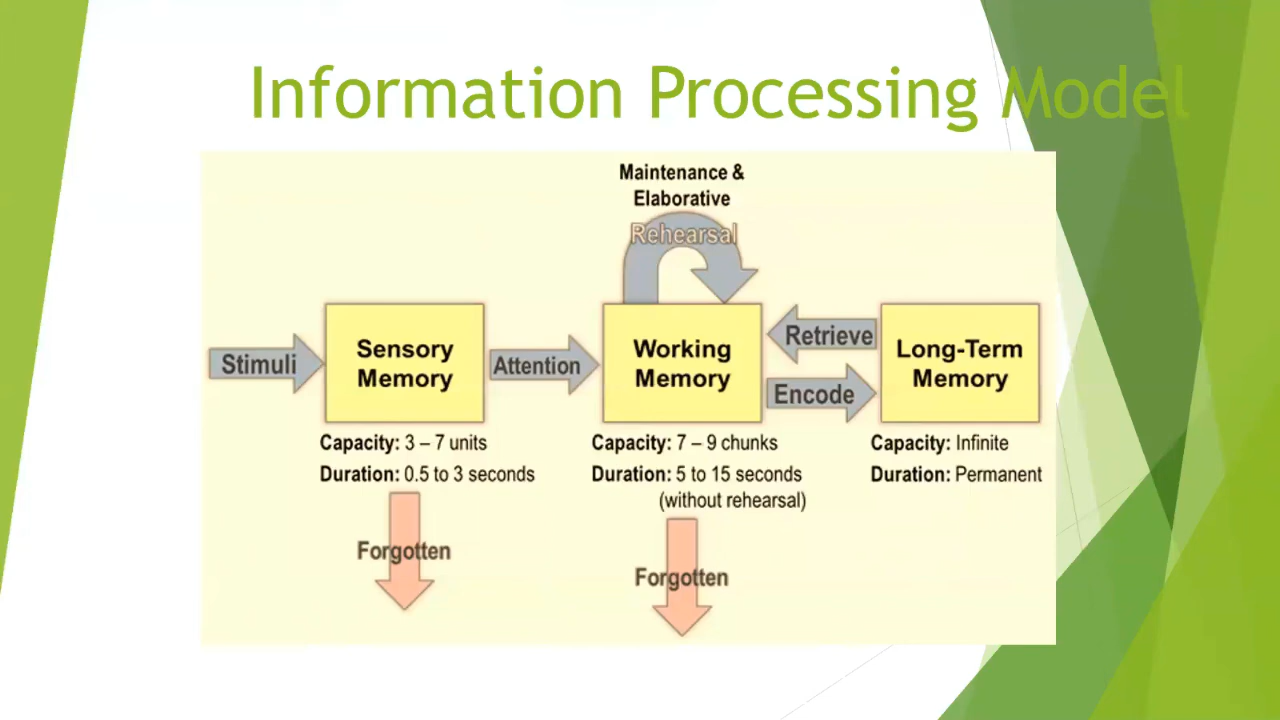 Information Processing Model
Maintenance &
Elaborative
Rehearsal
Stimuli
Sensory
Memory
Attention
Working
Memory
Retrieve
Encode
Long-Term
Memory
Capacity: 3 – 7 units
Duration: 0.5 to 3 seconds
Forgotten
Capacity: 7 – 9 chunks
Duration: 5 to 15 seconds
(without rehearsal)
Forgotten
Capacity: Infinite
Duration: Permanent